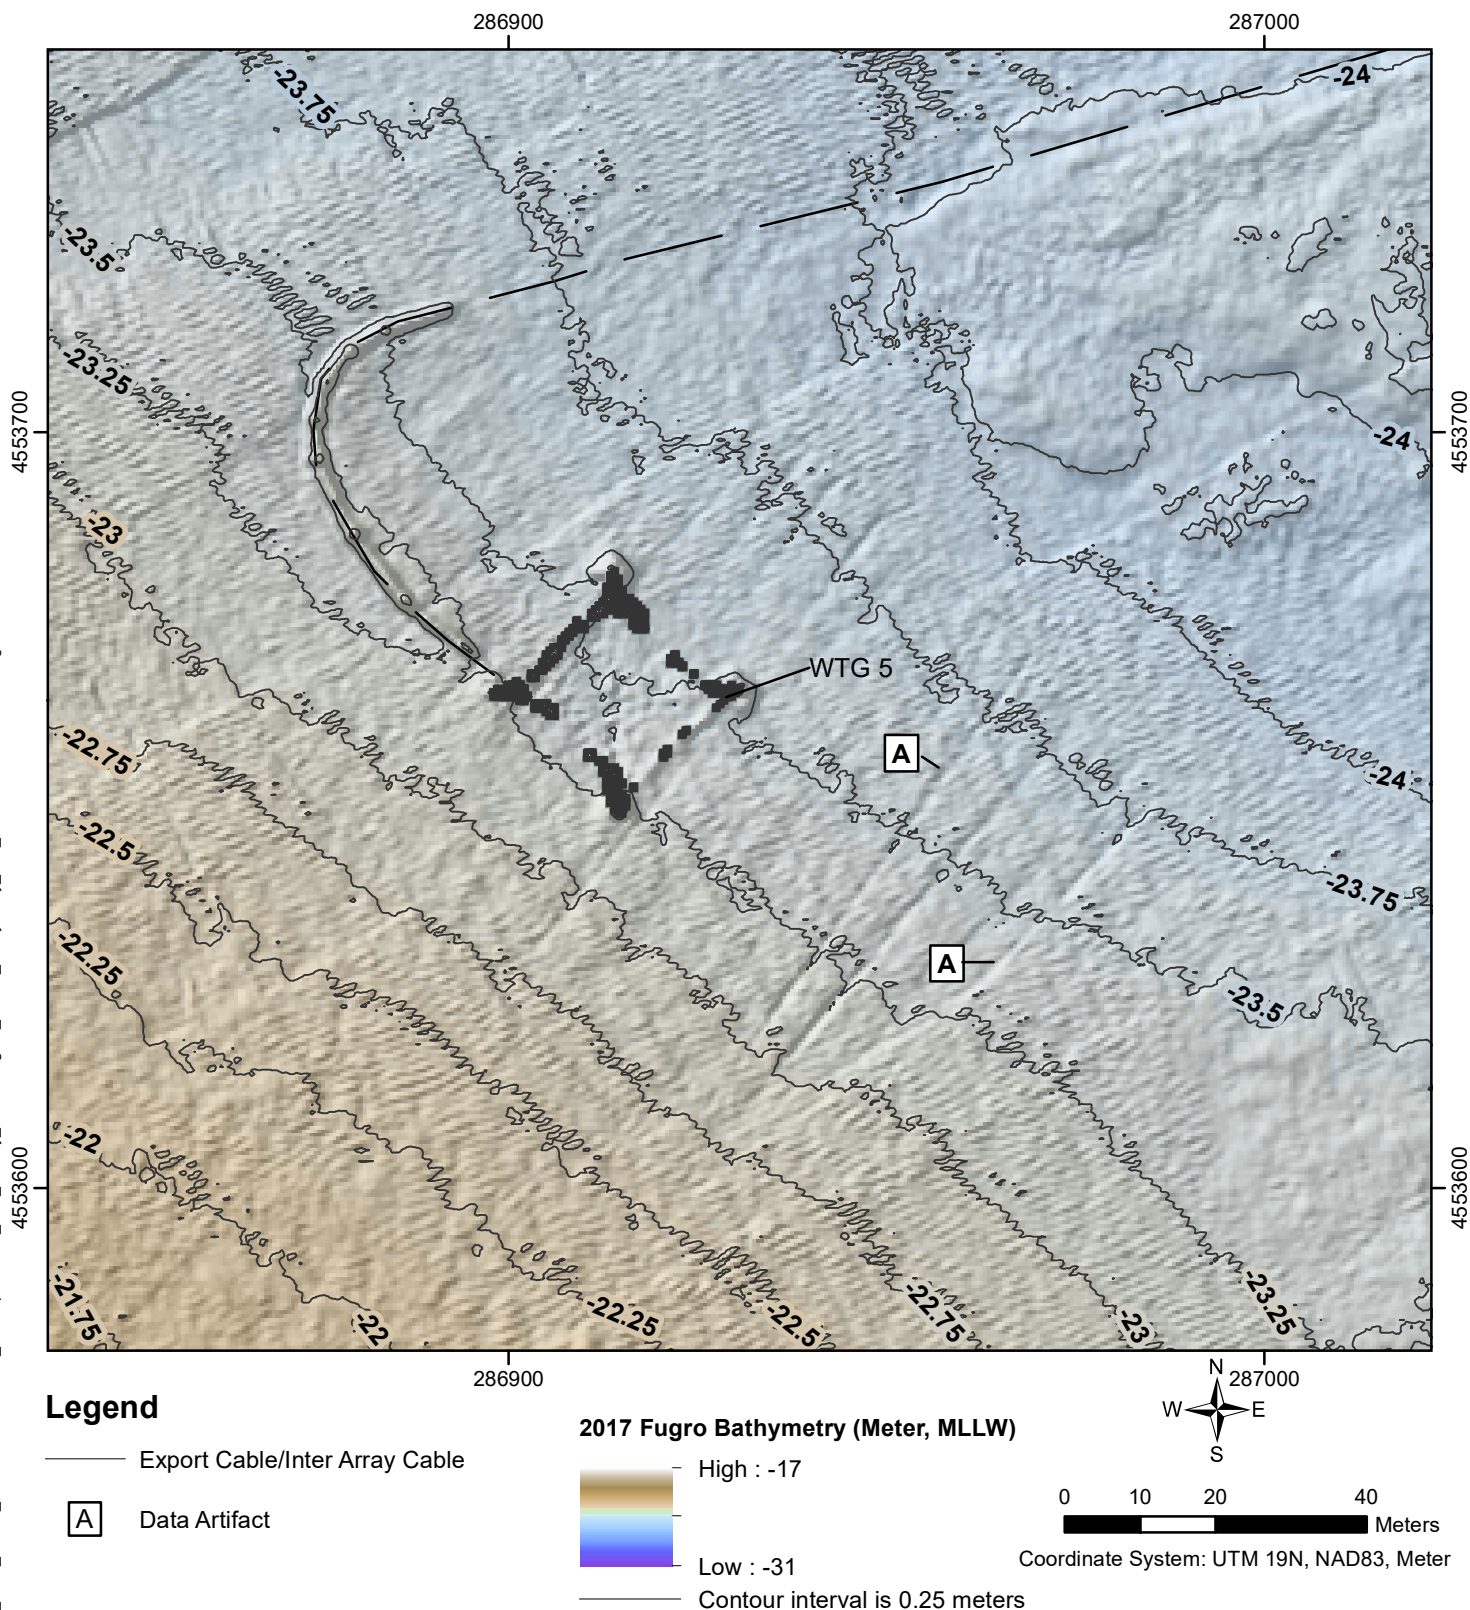 286900
287000
-23.75
-24
-23.5
-23.25
4553700
4553700
-24
-23
WTG 5
A
-22.75
-24
-22.5
-23.75
-22.25
A
-23.5
-22
4553600
4553600
-21.75
-22
-22.25
-22.5
-22.75
-23
-23.25
286900
287000
N
W E
S
Legend
Export Cable/Inter Array Cable
A Data Artifact
2017 Fugro Bathymetry (Meter, MLLW)
High : -17
Low : -31
Contour interval is 0.25 meters
0 10 20 40
Meters
Coordinate System: UTM 19N, NAD83, Meter